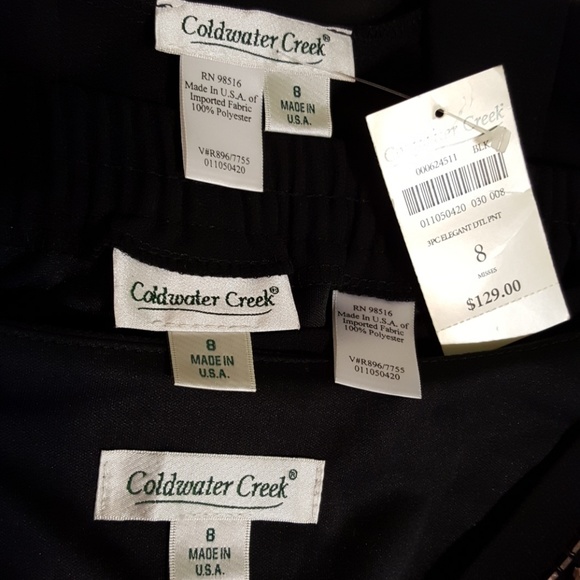 Coldwater Creek®
RN 98516
Made in U.S.A. of
Imported Fabric
100% Polyester
V#R896/7755
011050420
8
MADE IN
U.S.A.
Coldwater Creek
000624511 BLK
011050420 030 008
3PC ELEGANT DTL PNT
8
MISSES
$129.00
Coldwater Creek®
8
MADE IN
U.S.A.
RN 98516
Made in U.S.A. of
Imported Fabric
100% Polyester
V#R896/7755
011050420
Coldwater Creek®
8
MADE IN
U.S.A.